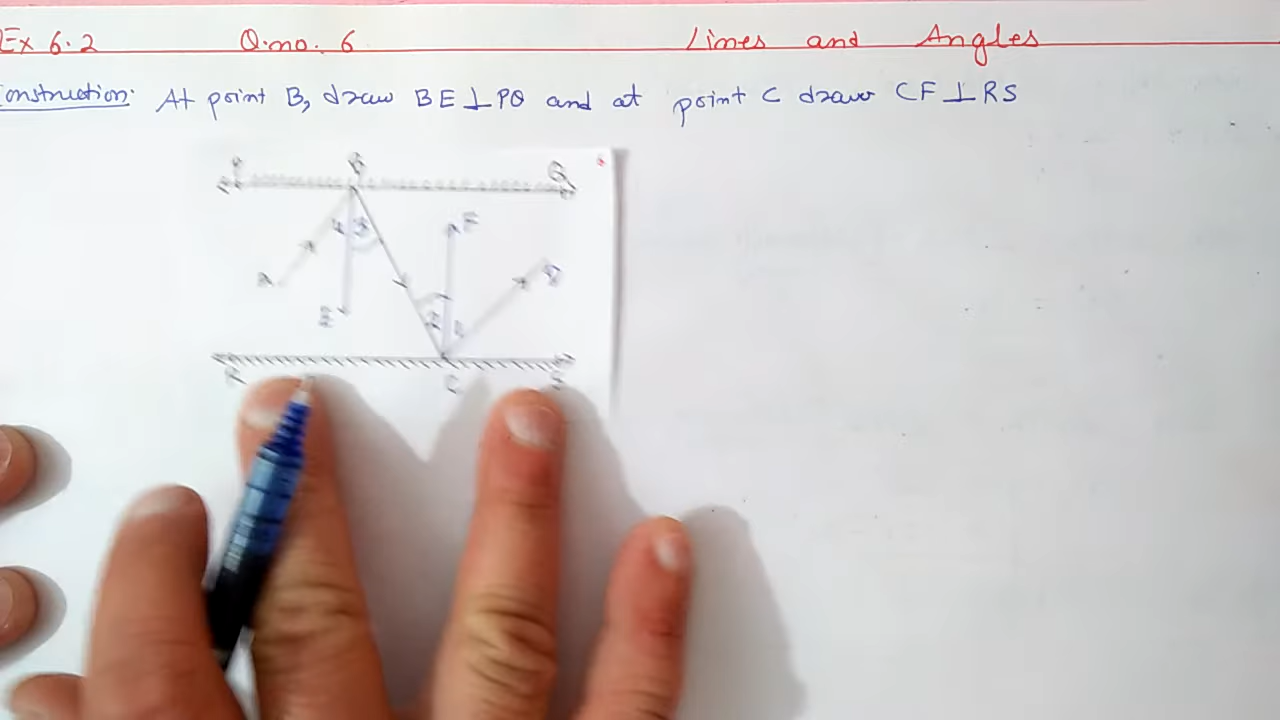 Ex 6.2 Q.no. 6 Lines and Angles
Construction: At point B, draw BE⊥PQ and at point C draw CF⊥RS
P B Q
F
A
E
R C S